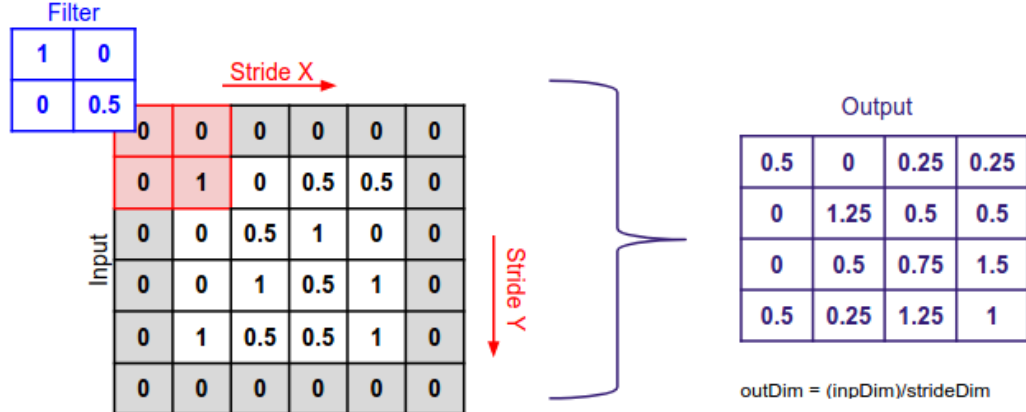 Filter
1 0
0 0.5
Stride X
Input
0 0 0 0 0 0
0 1 0 0.5 0.5 0
0 0 0.5 1 0 0
0 0 1 0.5 1 0
0 1 0.5 0.5 1 0
0 0 0 0 0 0
Stride Y
Output
0.5 0 0.25 0.25
0 1.25 0.5 0.5
0 0.5 0.75 1.5
0.5 0.25 1.25 1
outDim = (inpDim)/strideDim